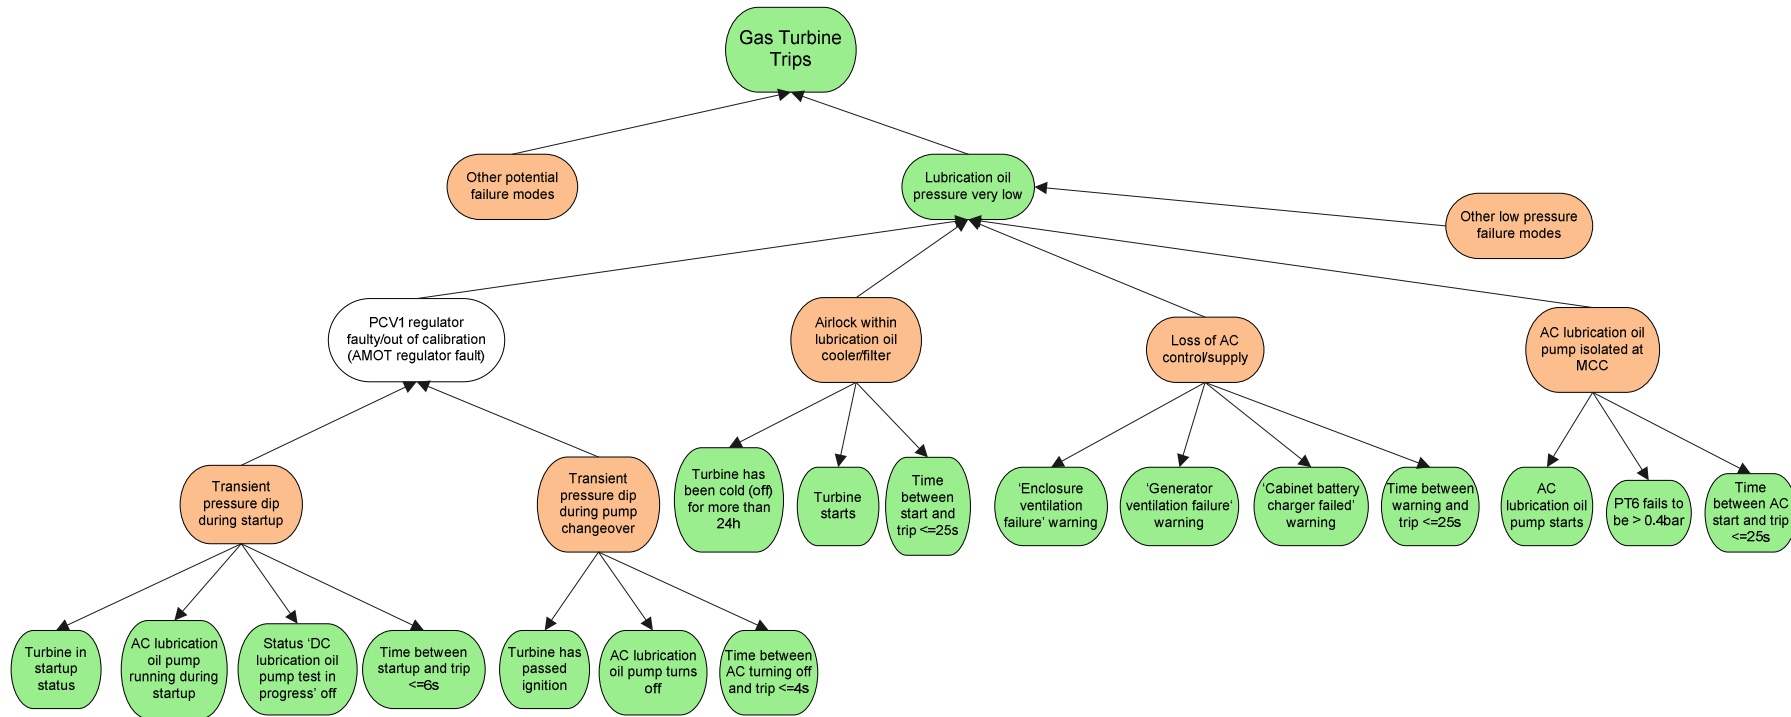 Gas Turbine
Trips
Other potential
failure modes
Lubrication oil
pressure very low
Other low pressure
failure modes
PCV1 regulator
faulty/out of calibration
(AMOT regulator fault)
Airlock within
lubrication oil
cooler/filter
Loss of AC
control/supply
AC lubrication oil
pump isolated at
MCC
Transient
pressure dip
during startup
Transient
pressure dip
during pump
changeover
Turbine has
been cold (off)
for more than
24h
Turbine
starts
Time
between
start and
trip <=25s
‘Enclosure
ventilation
failure’ warning
‘Generator
ventilation failure‘
warning
‘Cabinet battery
charger failed’
warning
Time between
warning and
trip <=25s
AC
lubrication oil
pump starts
PT6 fails to
be > 0.4bar
Time
between AC
start and trip
<=25s
Turbine in
startup
status
AC lubrication
oil pump
running during
startup
Status ‘DC
lubrication oil
pump test in
progress’ off
Time between
startup and trip
<=6s
Turbine has
passed
ignition
AC lubrication
oil pump turns
off
Time between
AC turning off
and trip <=4s